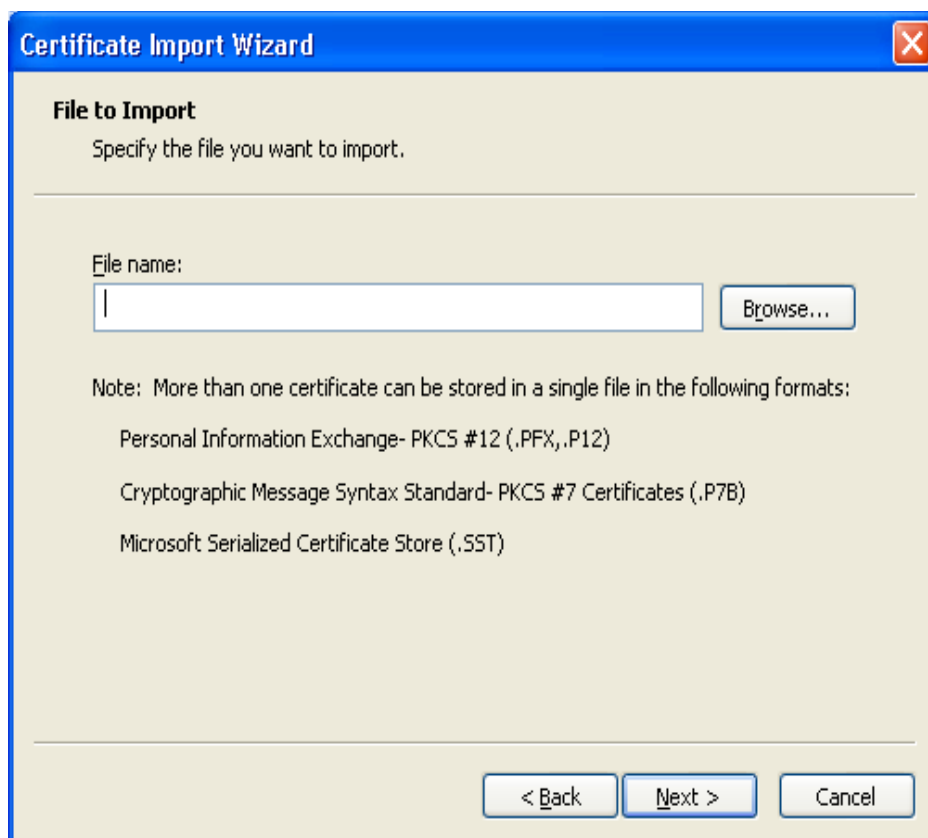 Certificate Import Wizard
File to Import
Specify the file you want to import.
File name:
Browse...
Note:  More than one certificate can be stored in a single file in the following formats:
Personal Information Exchange- PKCS #12 (.PFX,.P12)
Cryptographic Message Syntax Standard- PKCS #7 Certificates (.P7B)
Microsoft Serialized Certificate Store (.SST)
< Back   Next >   Cancel